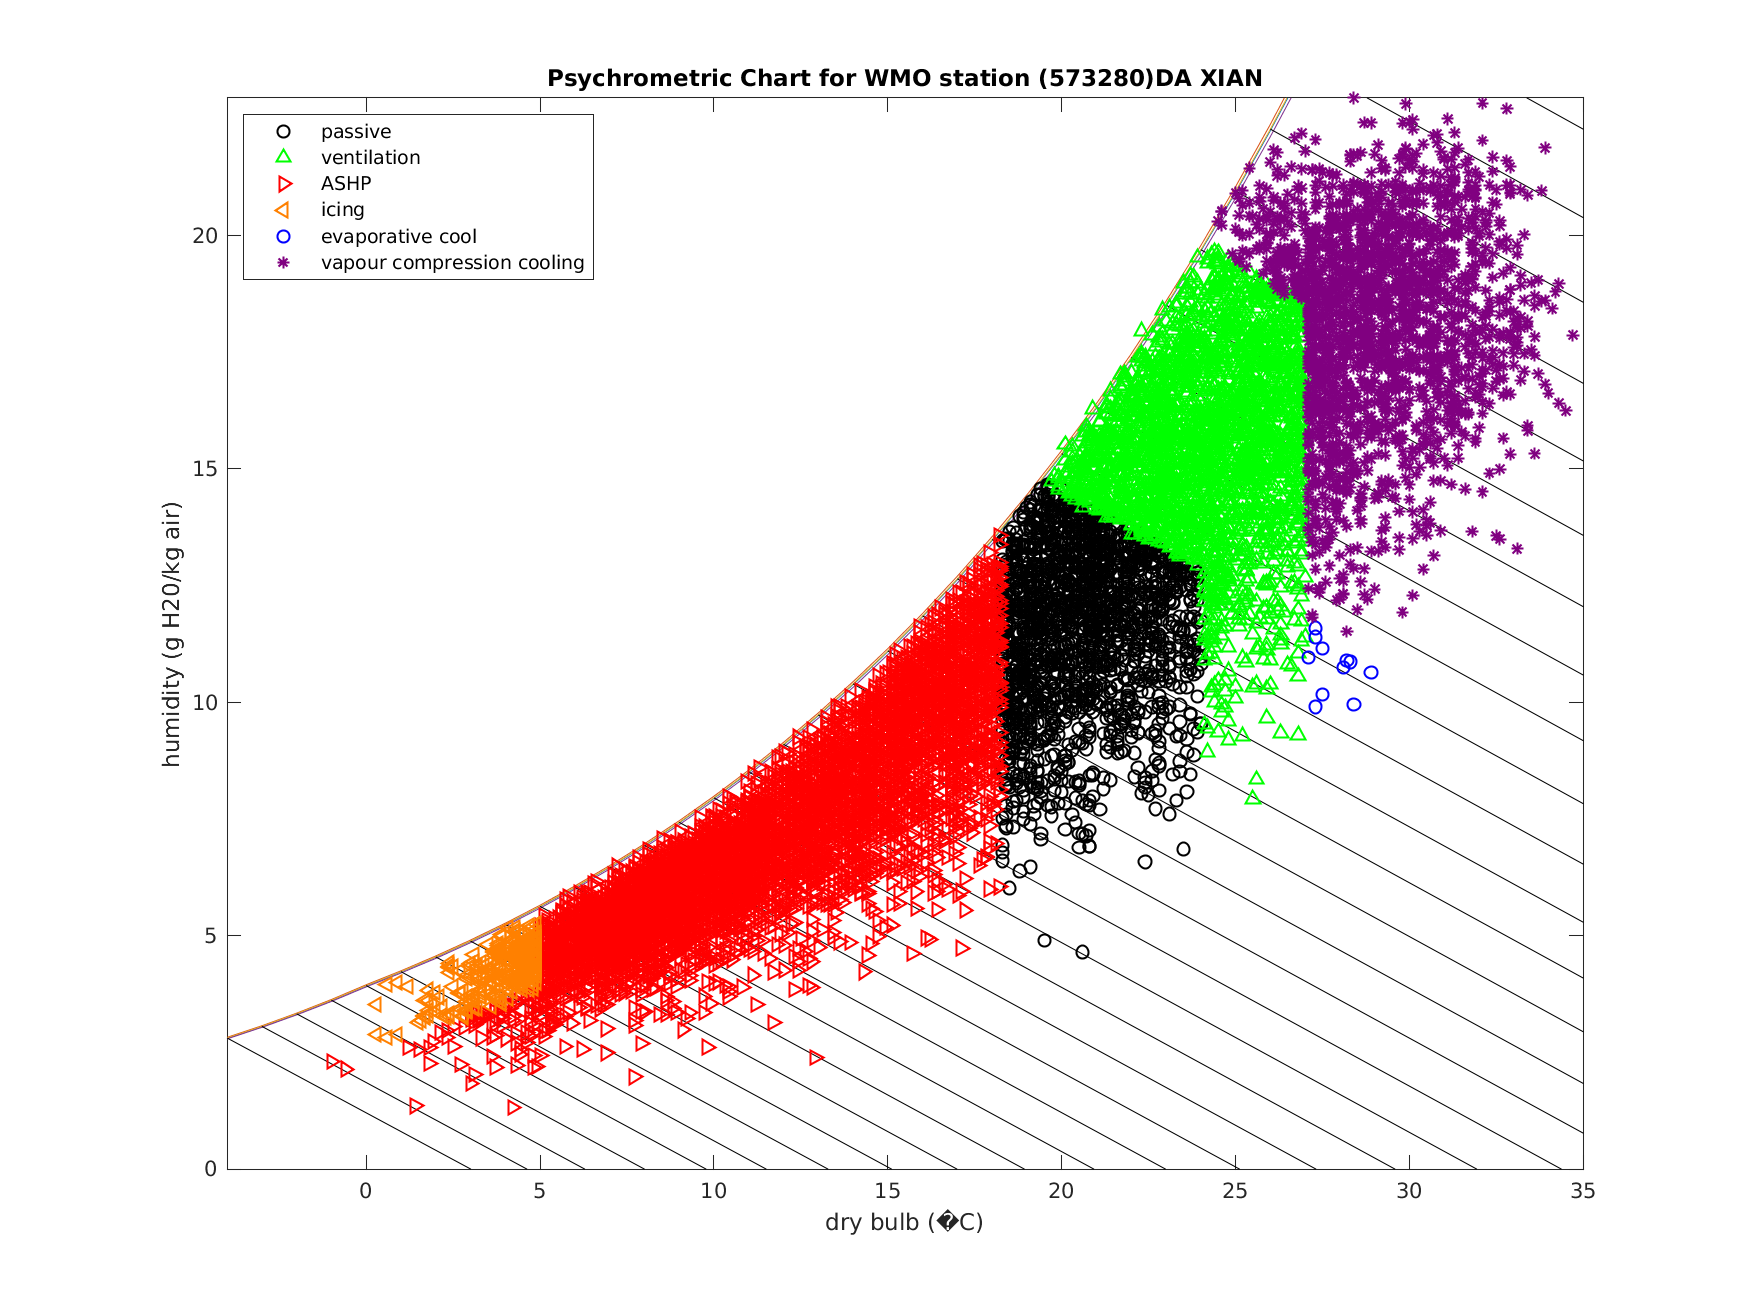 Psychrometric Chart for WMO station (573280)DA XIAN
passive
ventilation
ASHP
icing
evaporative cool
vapour compression cooling
humidity (g H20/kg air)
20
15
10
5
0
0 5 10 15 20 25 30 35
dry bulb (�C)